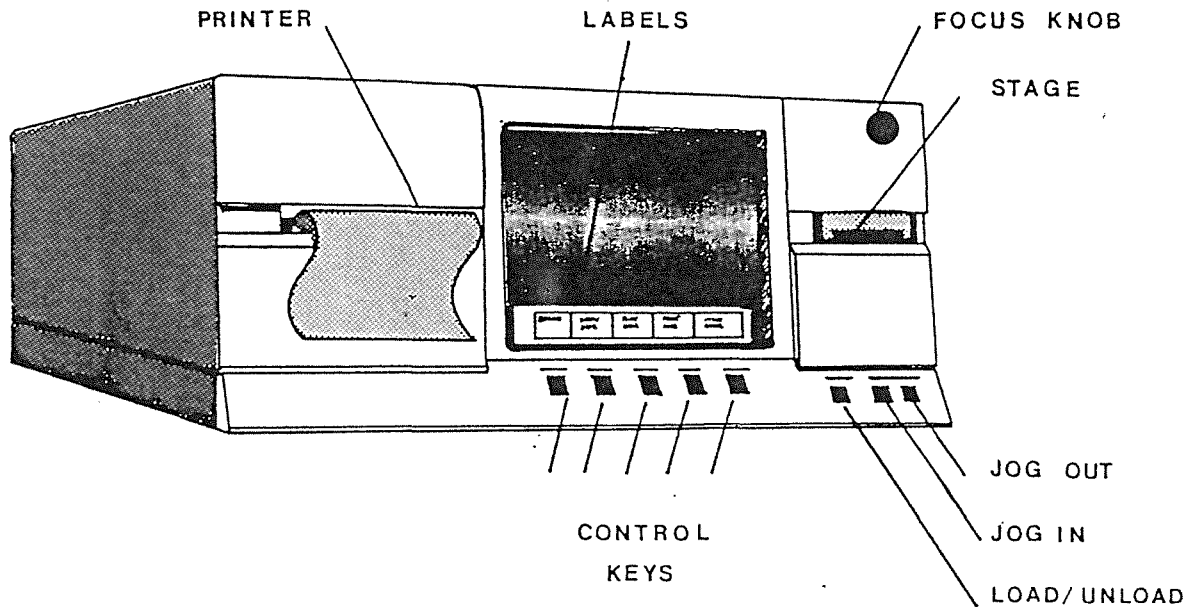 PRINTER
LABELS
FOCUS KNOB
STAGE
JOG OUT
JOG IN
LOAD/UNLOAD
CONTROL
KEYS